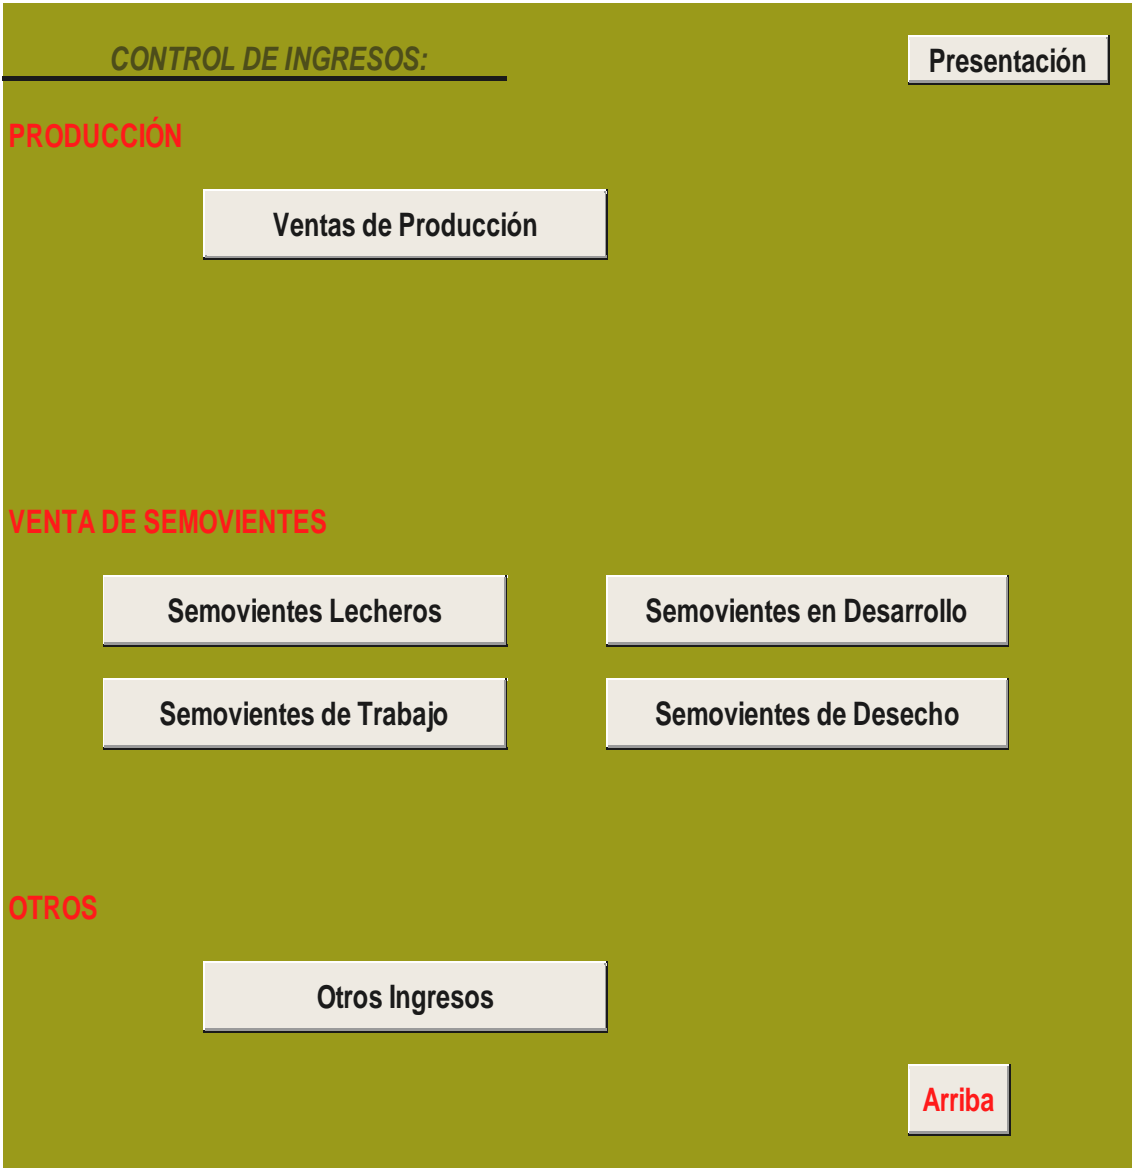 CONTROL DE INGRESOS:
Presentación
PRODUCCIÓN
Ventas de Producción
VENTA DE SEMOVIENTES
Semovientes Lecheros
Semovientes en Desarrollo
Semovientes de Trabajo
Semovientes de Desecho
OTROS
Otros Ingresos
Arriba